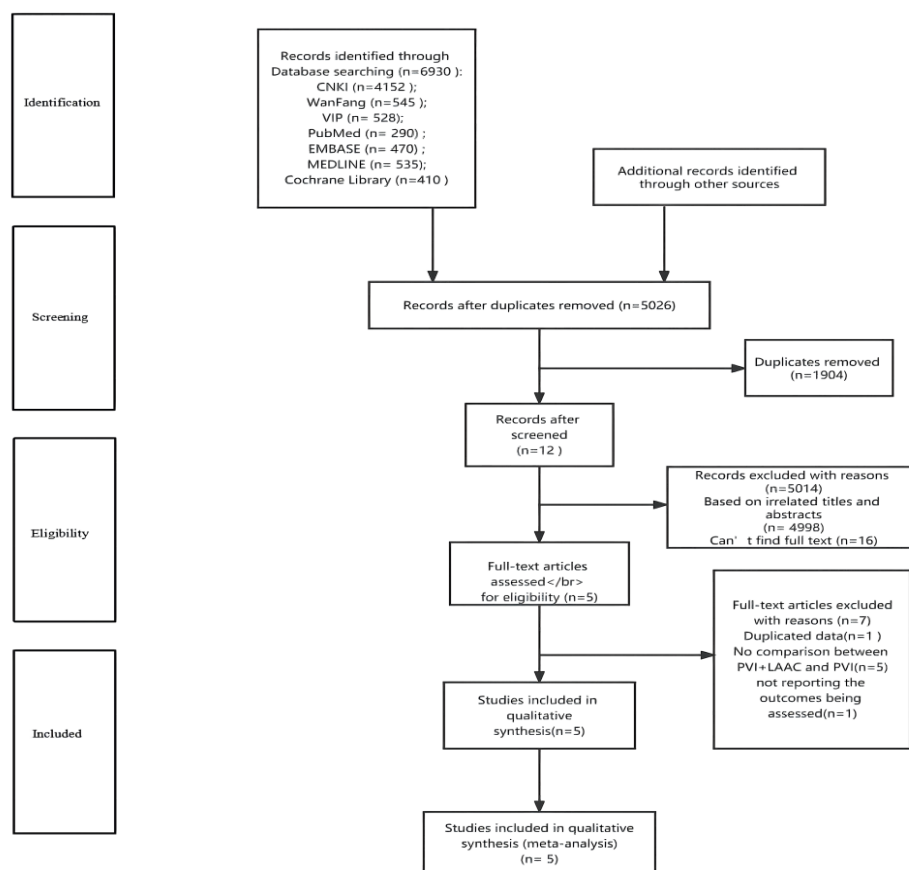 Identification
Records identified through
Database searching (n=6930 ):
CNKI (n=4152 );
WanFang (n=545 );
VIP (n= 528);
PubMed (n= 290) ;
EMBASE (n= 470) ;
MEDLINE (n= 535);
Cochrane Library (n=410 )
Additional records identified
through other sources
Screening
Records after duplicates removed (n=5026)
Duplicates removed
(n=1904)
Records after
screened
(n=12 )
Eligibility
Records excluded with reasons
(n=5014)
Based on irrelated titles and
abstracts
(n= 4998)
Can't find full text (n=16)
Full-text articles
assessed</br>
for eligibility (n=5)
Full-text articles excluded
with reasons (n=7)
Duplicated data(n=1 )
No comparison between
PVI+LAAC and PVI(n=5)
not reporting the
outcomes being
assessed(n=1)
Included
Studies included in
qualitative
synthesis(n=5)
Studies included in qualitative
synthesis (meta-analysis)
(n= 5)